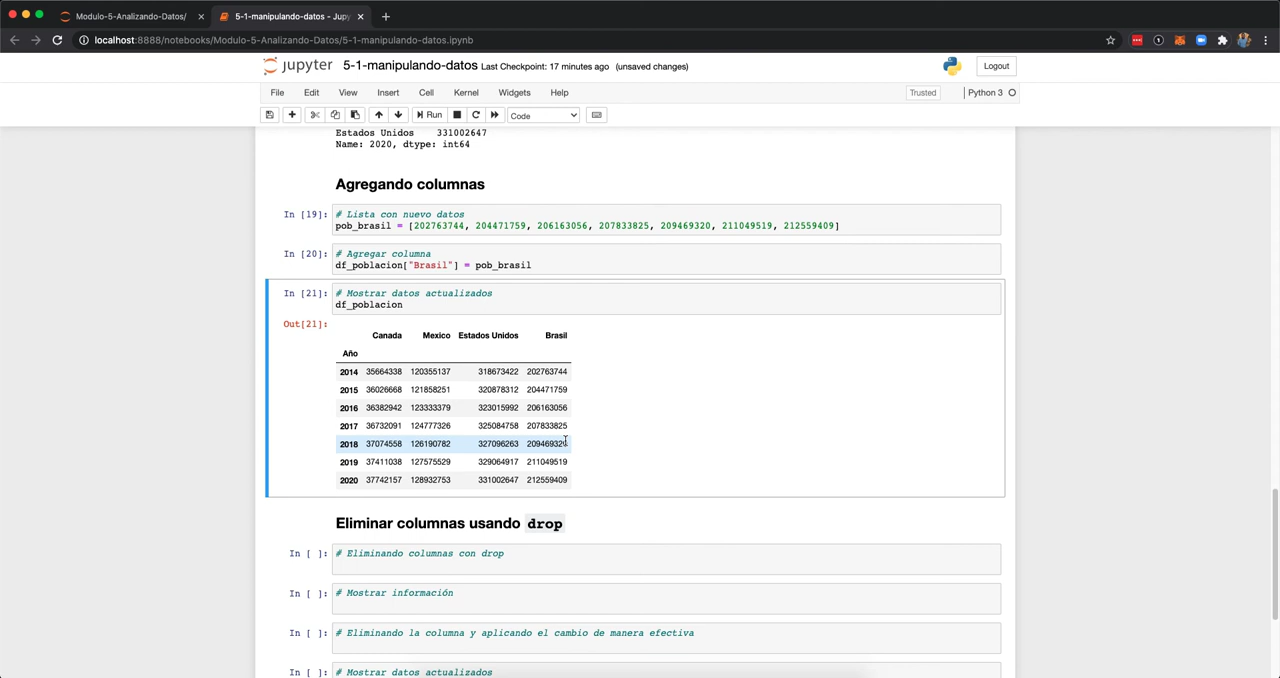 Modulo-5-Analizando-Datos/
5-1-manipulando-datos - Jupy
localhost:8888/notebooks/Modulo-5-Analizando-Datos/5-1-manipulando-datos.ipynb
jupyter 5-1-manipulando-datos Last Checkpoint: 17 minutes ago (unsaved changes)
Logout
File Edit View Insert Cell Kernel Widgets Help
Trusted
Python 3
Run
Code
Estados Unidos 331002647
Name: 2020, dtype: int64
Agregando columnas
In [19]: # Lista con nuevo datos
pob_brasil = [202763744, 204471759, 206163056, 207833825, 209469320, 211049519, 212559409]
In [20]: # Agregar columna
df_poblacion["Brasil"] = pob_brasil
In [21]: # Mostrar datos actualizados
df_poblacion
Out[21]:
Canada Mexico Estados Unidos Brasil
Año
2014 35664338 120355137 318673422 202763744
2015 36026668 121858251 320878312 204471759
2016 36382942 123333379 323015992 206163056
2017 36732091 124777326 325084758 207833825
2018 37074558 126190782 327096263 209469320
2019 37411038 127575529 329064917 211049519
2020 37742157 128932753 331002647 212559409
Eliminar columnas usando drop
In [ ]: # Eliminando columnas con drop
In [ ]: # Mostrar información
In [ ]: # Eliminando la columna y aplicando el cambio de manera efectiva
In [ ]: # Mostrar datos actualizados